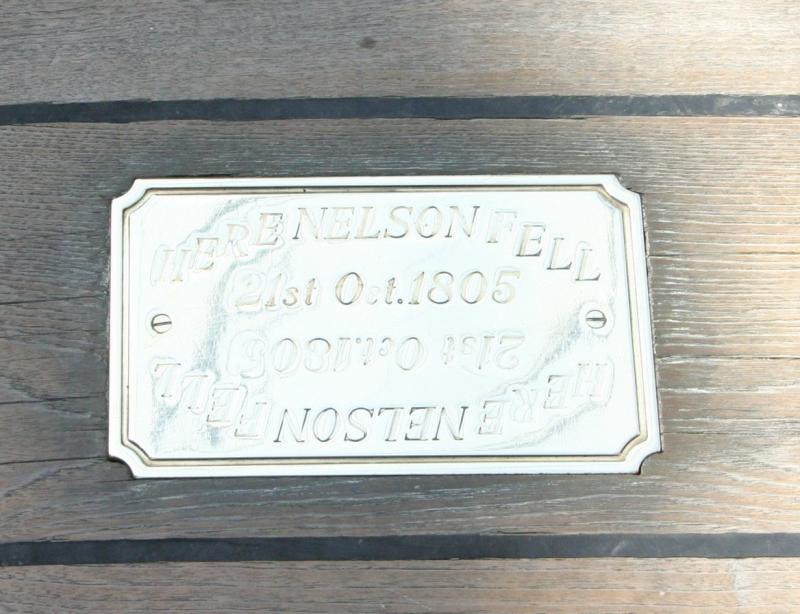 HERE NELSON FELL
21st Oct. 1805
21st Oct. 1805
HERE NELSON FELL